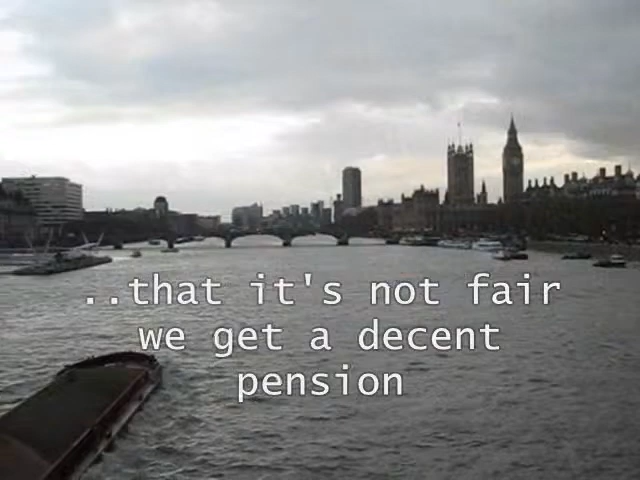 ..that it's not fair
we get a decent
pension